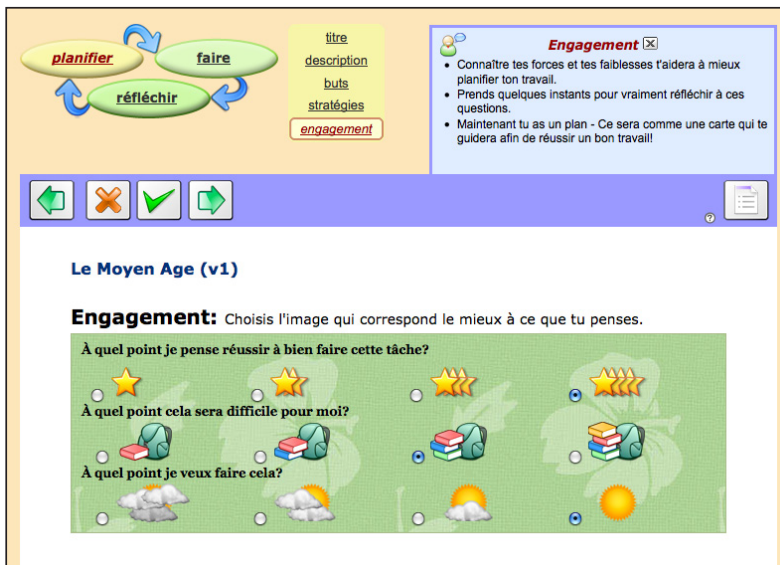 planifier
faire
réfléchir
titre
description
buts
stratégies
engagement
Engagement
Connaître tes forces et tes faiblesses t'aidera à mieux
planifier ton travail.
Prends quelques instants pour vraiment réfléchir à ces
questions.
Maintenant tu as un plan - Ce sera comme une carte qui te
guidera afin de réussir un bon travail!
?
Le Moyen Age (v1)
Engagement: Choisis l'image qui correspond le mieux à ce que tu penses.
À quel point je pense réussir à bien faire cette tâche?
À quel point cela sera difficile pour moi?
À quel point je veux faire cela?